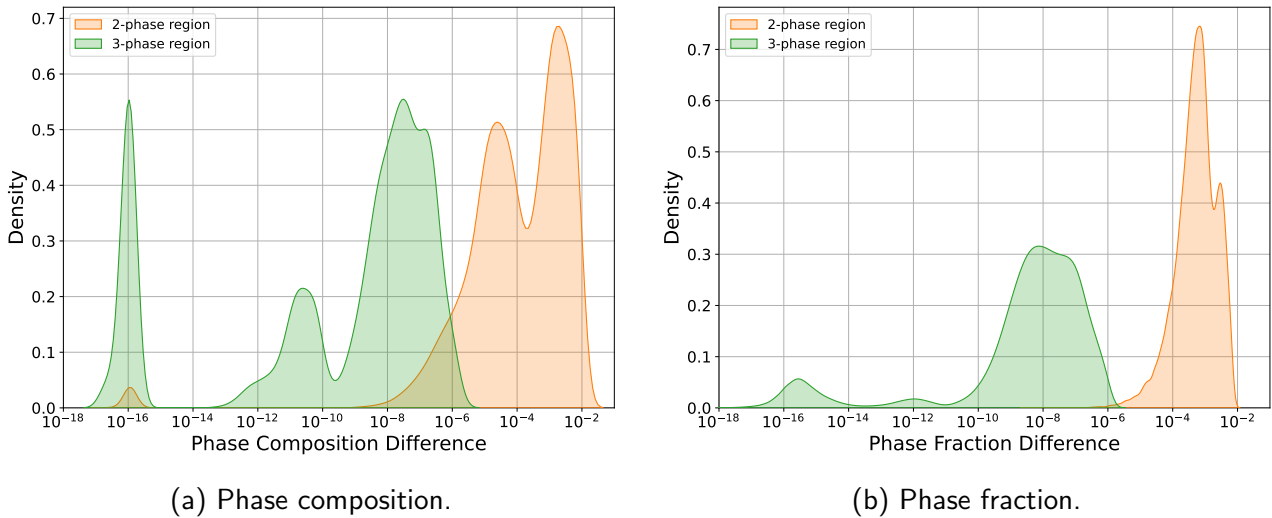 2-phase region
3-phase region
0.7
0.6
0.5
0.4
0.3
0.2
0.1
0.0
Density
10⁻¹⁸ 10⁻¹⁶ 10⁻¹⁴ 10⁻¹² 10⁻¹⁰ 10⁻⁸ 10⁻⁶ 10⁻⁴ 10⁻²
Phase Composition Difference
(a) Phase composition.
2-phase region
3-phase region
0.7
0.6
0.5
0.4
0.3
0.2
0.1
0.0
Density
10⁻¹⁸ 10⁻¹⁶ 10⁻¹⁴ 10⁻¹² 10⁻¹⁰ 10⁻⁸ 10⁻⁶ 10⁻⁴ 10⁻²
Phase Fraction Difference
(b) Phase fraction.